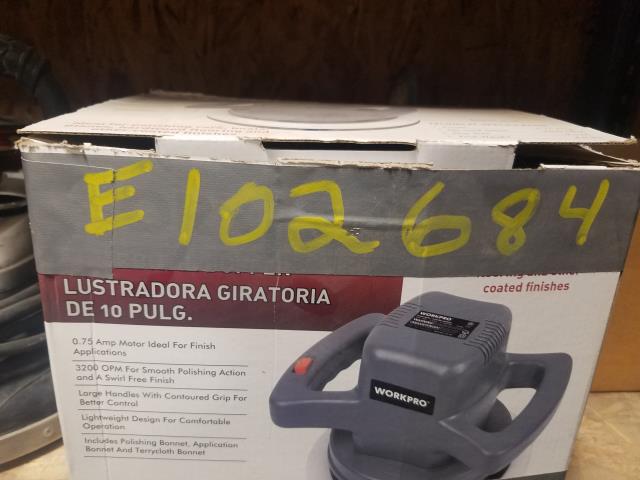 E102684
LUSTRADORA GIRATORIA
DE 10 PULG.
coated finishes
0.75 Amp Motor Ideal For Finish
Applications
3200 OPM For Smooth Polishing Action
and A Swirl Free Finish
Large Handles With Contoured Grip For
Better Control
Lightweight Design For Comfortable
Operation
Includes Polishing Bonnet, Application
Bonnet And Terrycloth Bonnet
WORKPRO
WORKPRO